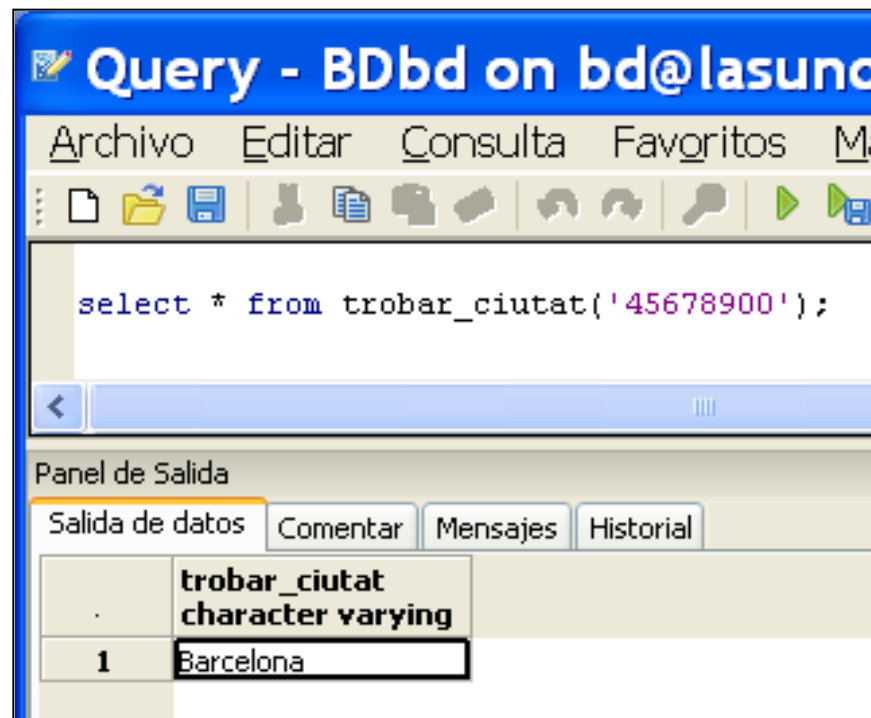 Query - BDbd on bd@lasunc
Archivo Editar Consulta Favoritos Ma
select * from trobar_ciutat('45678900');
Panel de Salida
Salida de datos Comentar Mensajes Historial
trobar_ciutat
character varying
1 Barcelona